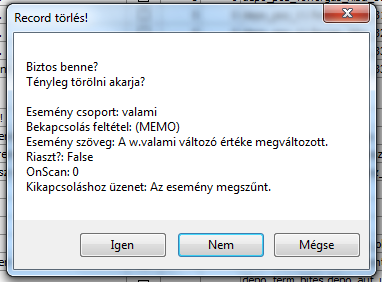 Record törlés!
Biztos benne?
Tényleg törölni akarja?
Esemény csoport: valami
Bekapcsolás feltétel: (MEMO)
Esemény szöveg: A w.valami változó értéke megváltozott.
Riaszt?: False
OnScan: 0
Kikapcsoláshoz üzenet: Az esemény megszűnt.
Igen
Nem
Mégse